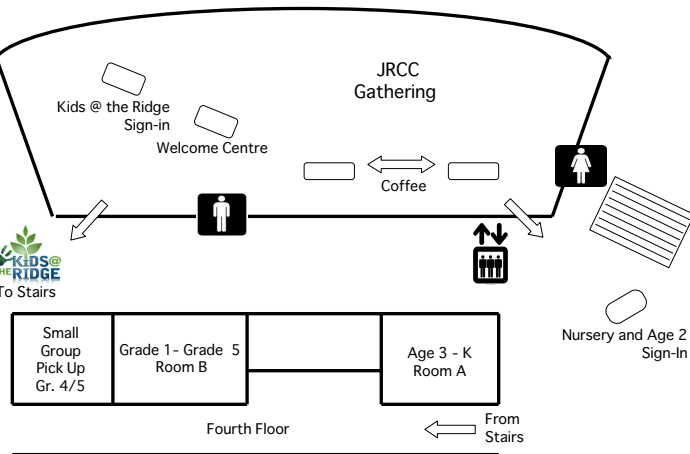 JRCC
Gathering
Kids @ the Ridge
Sign-in
Welcome Centre
Coffee
KiDS@
THE RIDGE
To Stairs
Nursery and Age 2
Sign-In
Small
Group
Pick Up
Gr. 4/5
Grade 1- Grade 5
Room B
Age 3 - K
Room A
Fourth Floor
From
Stairs